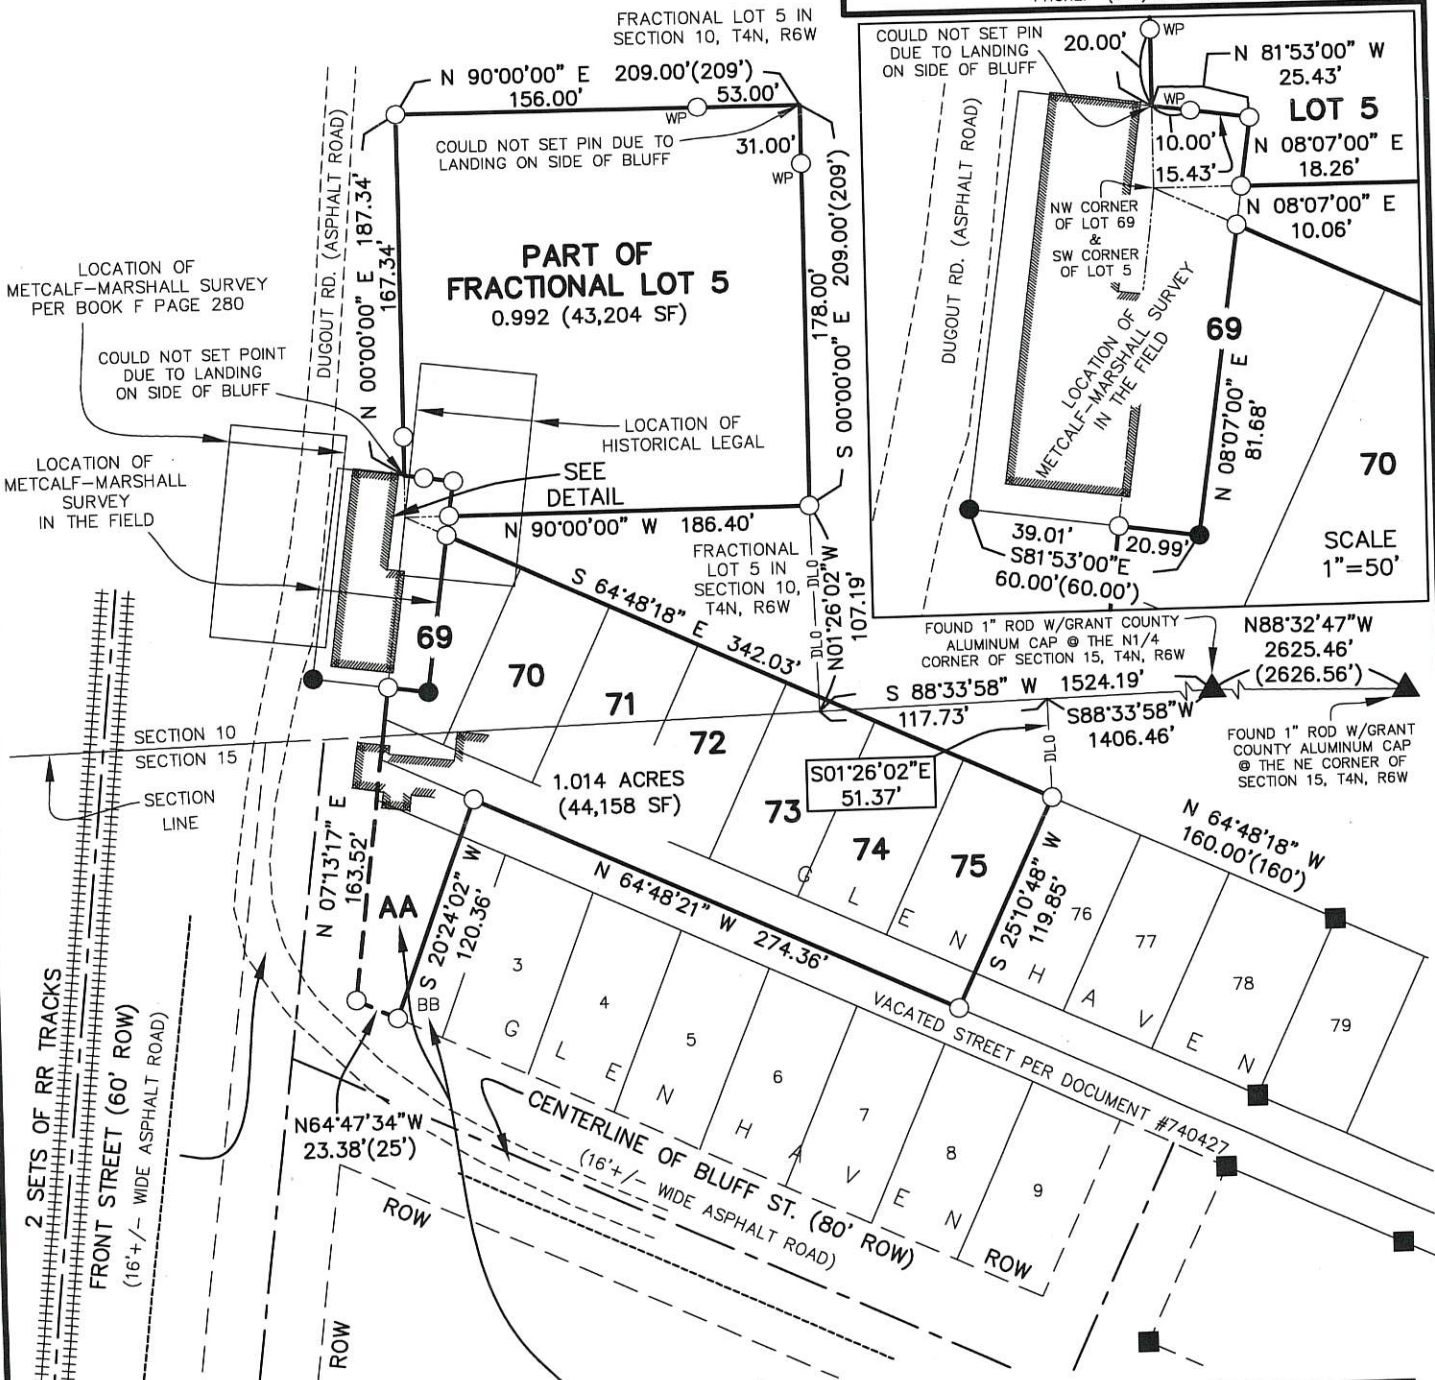 FRACTIONAL LOT 5 IN
SECTION 10, T4N, R6W
N 90°00'00" E 209.00'(209')
156.00'
53.00'
WP
COULD NOT SET PIN DUE TO
LANDING ON SIDE OF BLUFF
31.00'
WP
DUGOUT RD. (ASPHALT ROAD)
N 00°00'00" E 187.34'
167.34'
PART OF
FRACTIONAL LOT 5
0.992 (43,204 SF)
178.00'
S 00°00'00" E 209.00'(209')
LOCATION OF
METCALF-MARSHALL SURVEY
PER BOOK F PAGE 280
COULD NOT SET POINT
DUE TO LANDING
ON SIDE OF BLUFF
LOCATION OF
HISTORICAL LEGAL
LOCATION OF
METCALF-MARSHALL
SURVEY
IN THE FIELD
SEE
DETAIL
N 90°00'00" W 186.40'
FRACTIONAL
LOT 5 IN
SECTION 10,
T4N, R6W
DLO
DLO
N01°26'02"W
107.19'
S 64°48'18" E 342.03'
69
70
71
72
73
74
75
COULD NOT SET PIN
DUE TO LANDING
ON SIDE OF BLUFF
20.00'
WP
N 81°53'00" W
25.43'
WP
LOT 5
10.00'
15.43'
N 08°07'00" E
18.26'
N 08°07'00" E
10.06'
DUGOUT RD. (ASPHALT ROAD)
NW CORNER
OF LOT 69
&
SW CORNER
OF LOT 5
LOCATION OF
METCALF-MARSHALL SURVEY
IN THE FIELD
69
N 08°07'00" E
81.68'
70
39.01'
20.99'
S81°53'00"E
60.00'(60.00')
SCALE
1"=50'
FOUND 1" ROD W/GRANT COUNTY
ALUMINUM CAP @ THE N1/4
CORNER OF SECTION 15, T4N, R6W
N88°32'47"W
2625.46'
(2626.56')
S 88°33'58" W 1524.19'
117.73'
S88°33'58"W
1406.46'
DLO
FOUND 1" ROD W/GRANT
COUNTY ALUMINUM CAP
@ THE NE CORNER OF
SECTION 15, T4N, R6W
SECTION 10
SECTION 15
SECTION
LINE
1.014 ACRES
(44,158 SF)
S01°26'02"E
51.37'
N 64°48'18" W
160.00'(160')
N 07°13'17" E
163.52'
AA
S 20°24'02" W
120.36'
BB
N 64°48'21" W 274.36'
S 25°10'48" W
119.85'
G L E N H A V E N
76
77
78
79
3
4
5
6
7
8
9
G L E N H A V E N
VACATED STREET PER DOCUMENT #740427
N64°47'34"W
23.38'(25')
CENTERLINE OF BLUFF ST. (80' ROW)
(16'+/- WIDE ASPHALT ROAD)
2 SETS OF RR TRACKS
FRONT STREET (60' ROW)
(16'+/- WIDE ASPHALT ROAD)
ROW
ROW
ROW